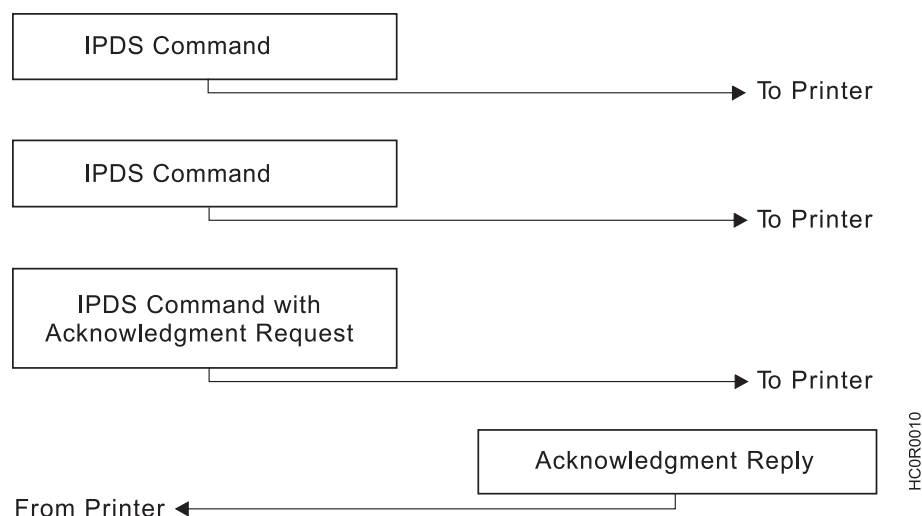 IPDS Command
To Printer
IPDS Command
To Printer
IPDS Command with
Acknowledgment Request
To Printer
Acknowledgment Reply
From Printer
HC0R0010